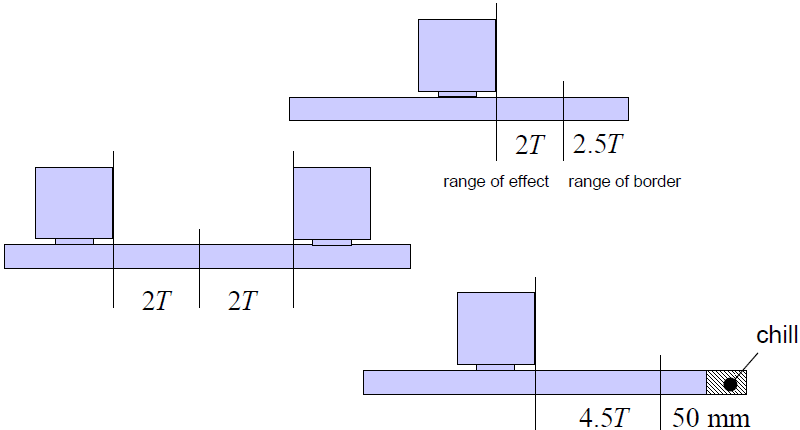 2T 2.5T
range of effect range of border
2T 2T
chill
4.5T 50 mm